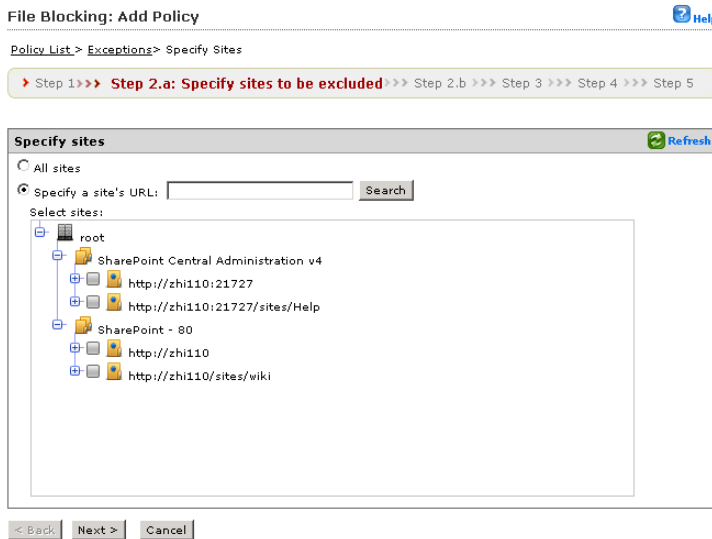 File Blocking: Add Policy
Help
Policy List > Exceptions> Specify Sites
Step 1>>> Step 2.a: Specify sites to be excluded>>> Step 2.b >>> Step 3 >>> Step 4 >>> Step 5
Specify sites
Refresh
All sites
Specify a site's URL: Search
Select sites:
root
SharePoint Central Administration v4
http://zhi110:21727
http://zhi110:21727/sites/Help
SharePoint - 80
http://zhi110
http://zhi110/sites/wiki
< Back Next > Cancel